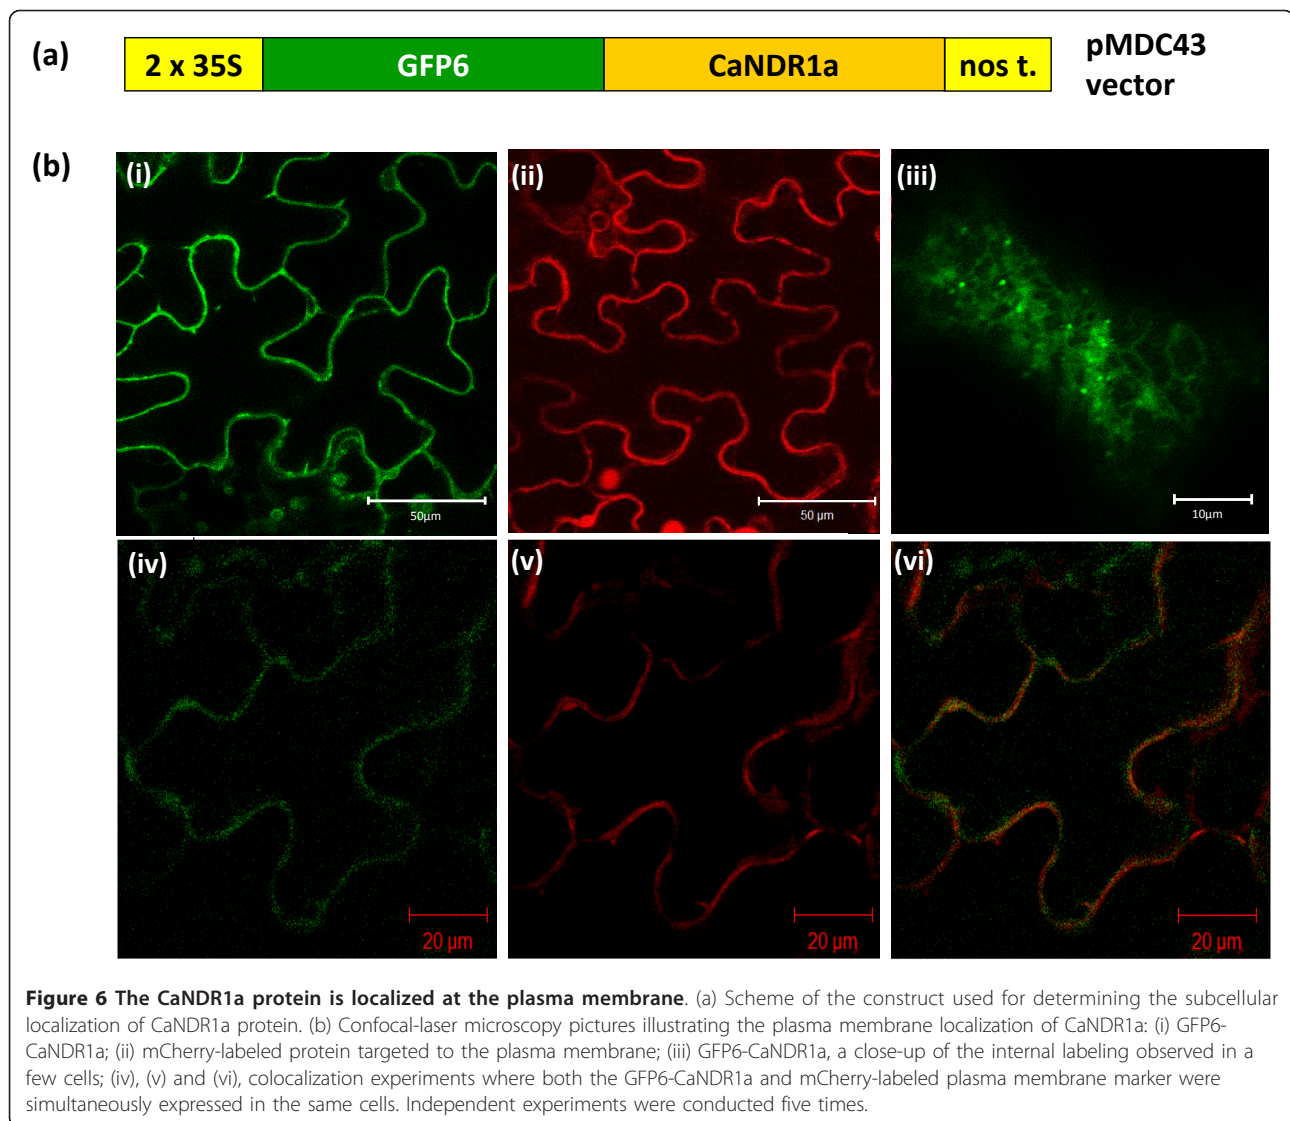 (a)
2 x 35S GFP6 CaNDR1a nos t.
pMDC43
vector
(b)
(i)
50µm
(ii)
50 µm
(iii)
10µm
(iv)
20 µm
(v)
20 µm
(vi)
20 µm
Figure 6 The CaNDR1a protein is localized at the plasma membrane. (a) Scheme of the construct used for determining the subcellular
localization of CaNDR1a protein. (b) Confocal-laser microscopy pictures illustrating the plasma membrane localization of CaNDR1a: (i) GFP6-
CaNDR1a; (ii) mCherry-labeled protein targeted to the plasma membrane; (iii) GFP6-CaNDR1a, a close-up of the internal labeling observed in a
few cells; (iv), (v) and (vi), colocalization experiments where both the GFP6-CaNDR1a and mCherry-labeled plasma membrane marker were
simultaneously expressed in the same cells. Independent experiments were conducted five times.